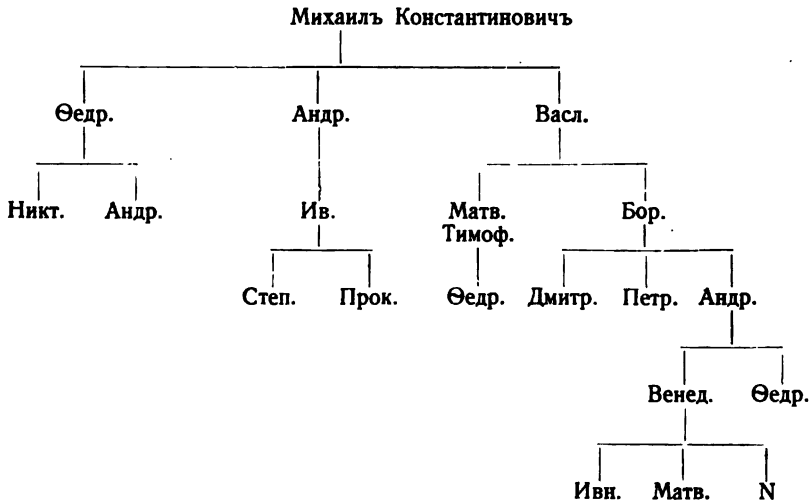 Михаилъ Константиновичъ
Ѳедр. Андр. Васл.
Никт. Андр. Ив. Матв. Бор.
Тимоф.
Степ. Прок. Ѳедр. Дмитр. Петр. Андр.
Венед. Ѳедр.
Ивн. Матв. N